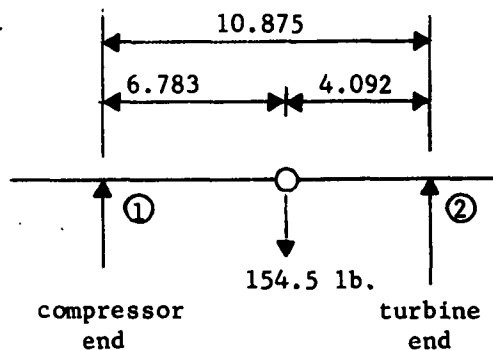 10.875
6.783 4.092
① ②
154.5 lb.
compressor end
turbine end